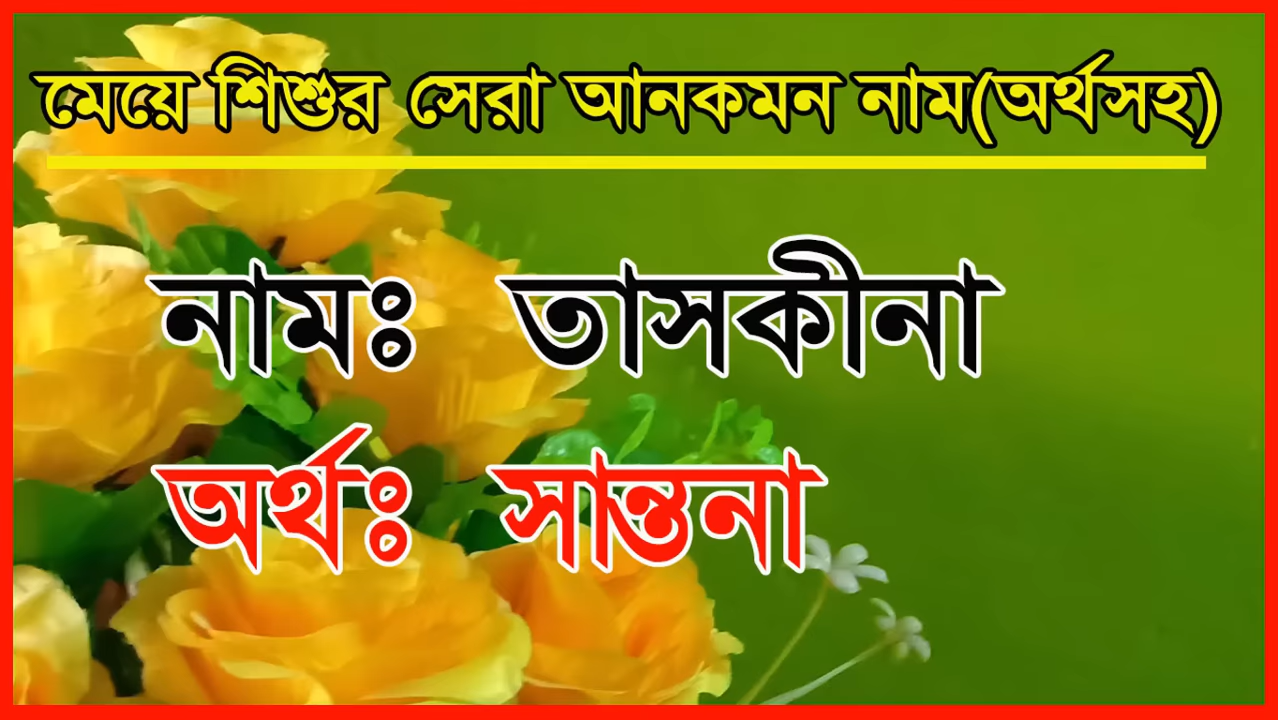 মেয়ে শিশুর সেরা আনকমন নাম(অর্থসহ)
নামঃ তাসকীনা
অর্থঃ সান্তনা